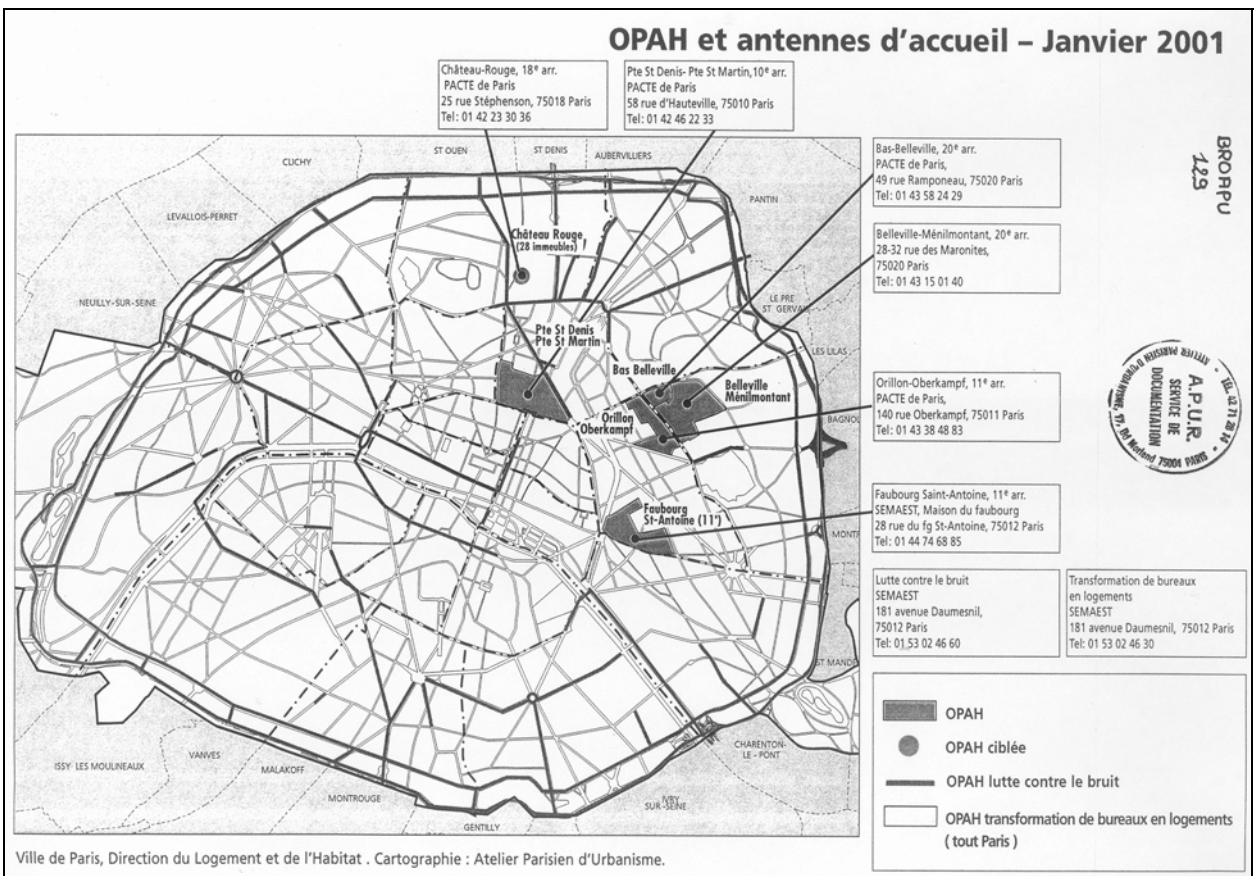 OPAH et antennes d'accueil – Janvier 2001
Château-Rouge, 18e arr.
PACTE de Paris
25 rue Stéphenson, 75018 Paris
Tel: 01 42 23 30 36
Pte St Denis- Pte St Martin,10e arr.
PACTE de Paris
58 rue d'Hauteville, 75010 Paris
Tel: 01 42 46 22 33
Bas-Belleville, 20e arr.
PACTE de Paris,
49 rue Ramponeau, 75020 Paris
Tel: 01 43 58 24 29
BROAPU
129
Belleville-Ménilmontant, 20e arr.
28-32 rue des Maronites,
75020 Paris
Tel: 01 43 15 01 40
Orillon-Oberkampf, 11e arr.
PACTE de Paris,
140 rue Oberkampf, 75011 Paris
Tel: 01 43 38 48 83
ATELIER PARISIEN D'URBANISME, 17, Bd Morland 75004 PARIS
A.P.U.R.
SERVICE DE
DOCUMENTATION
Faubourg Saint-Antoine, 11e arr.
SEMAEST, Maison du faubourg
28 rue du fg St-Antoine, 75012 Paris
Tel: 01 44 74 68 85
Lutte contre le bruit
SEMAEST
181 avenue Daumesnil,
75012 Paris
Tel: 01 53 02 46 60
Transformation de bureaux
en logements
SEMAEST
181 avenue Daumesnil, 75012 Paris
Tel: 01 53 02 46 30
CLICHY
ST OUEN
ST DENIS
AUBERVILLIERS
LEVALLOIS-PERRET
PANTIN
NEUILLY-SUR-SEINE
LE PRE
ST GERVAI
LES LILAS
BAGNOL
MONTR
ST MANDE
CHARENTON-
LE - PONT
IVRY
SUR-SEINE
GENTILLY
MONTROUGE
MALAKOFF
VANVES
ISSY LES MOULINEAUX
Château Rouge
(28 immeubles)
Pte St Denis
Pte St Martin
Bas Belleville
Belleville
Ménilmontant
Orillon
Oberkampf
Faubourg
St-Antoine (11e)
OPAH
OPAH ciblée
OPAH lutte contre le bruit
OPAH transformation de bureaux en logements
( tout Paris )
Ville de Paris, Direction du Logement et de l'Habitat . Cartographie : Atelier Parisien d'Urbanisme.